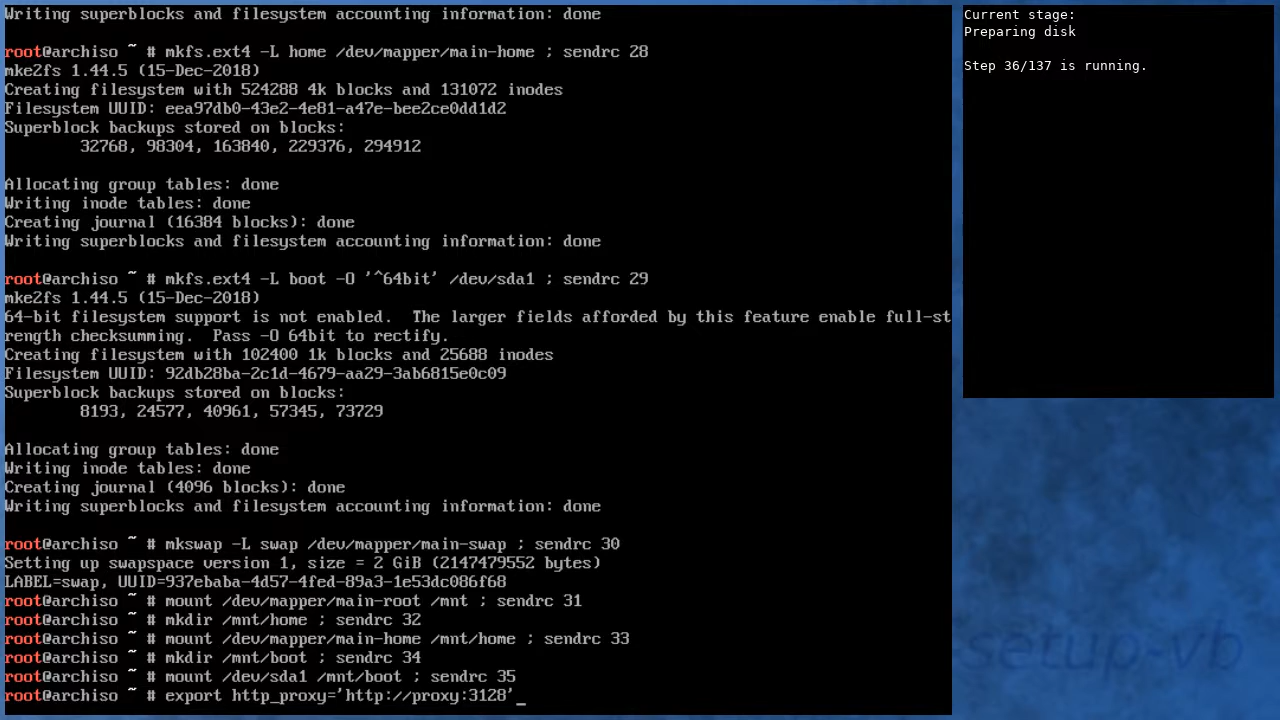 Writing superblocks and filesystem accounting information: done
root@archiso ~ # mkfs.ext4 -L home /dev/mapper/main-home ; sendrc 28
mke2fs 1.44.5 (15-Dec-2018)
Creating filesystem with 524288 4k blocks and 131072 inodes
Filesystem UUID: eea97db0-43e2-4e81-a47e-bee2ce0dd1d2
Superblock backups stored on blocks:
        32768, 98304, 163840, 229376, 294912
Allocating group tables: done
Writing inode tables: done
Creating journal (16384 blocks): done
Writing superblocks and filesystem accounting information: done
root@archiso ~ # mkfs.ext4 -L boot -O '^64bit' /dev/sda1 ; sendrc 29
mke2fs 1.44.5 (15-Dec-2018)
64-bit filesystem support is not enabled.  The larger fields afforded by this feature enable full-st
rength checksumming.  Pass -O 64bit to rectify.
Creating filesystem with 102400 1k blocks and 25688 inodes
Filesystem UUID: 92db28ba-2c1d-4679-aa29-3ab6815e0c09
Superblock backups stored on blocks:
        8193, 24577, 40961, 57345, 73729
Allocating group tables: done
Writing inode tables: done
Creating journal (4096 blocks): done
Writing superblocks and filesystem accounting information: done
root@archiso ~ # mkswap -L swap /dev/mapper/main-swap ; sendrc 30
Setting up swapspace version 1, size = 2 GiB (2147479552 bytes)
LABEL=swap, UUID=937ebaba-4d57-4fed-89a3-1e53dc086f68
root@archiso ~ # mount /dev/mapper/main-root /mnt ; sendrc 31
root@archiso ~ # mkdir /mnt/home ; sendrc 32
root@archiso ~ # mount /dev/mapper/main-home /mnt/home ; sendrc 33
root@archiso ~ # mkdir /mnt/boot ; sendrc 34
root@archiso ~ # mount /dev/sda1 /mnt/boot ; sendrc 35
root@archiso ~ # export http_proxy='http://proxy:3128'_
Current stage:
Preparing disk
Step 36/137 is running.
setup-vb